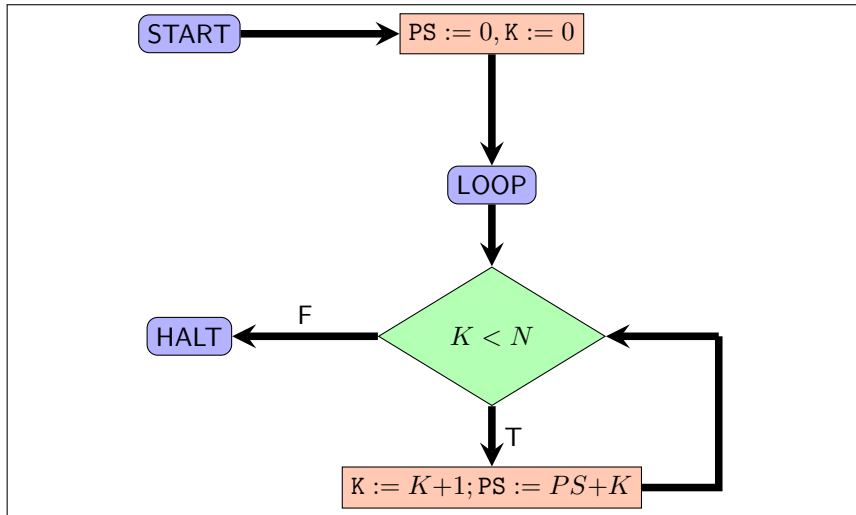 START
PS := 0, K := 0
LOOP
K < N
F
HALT
T
K := K+1; PS := PS+K